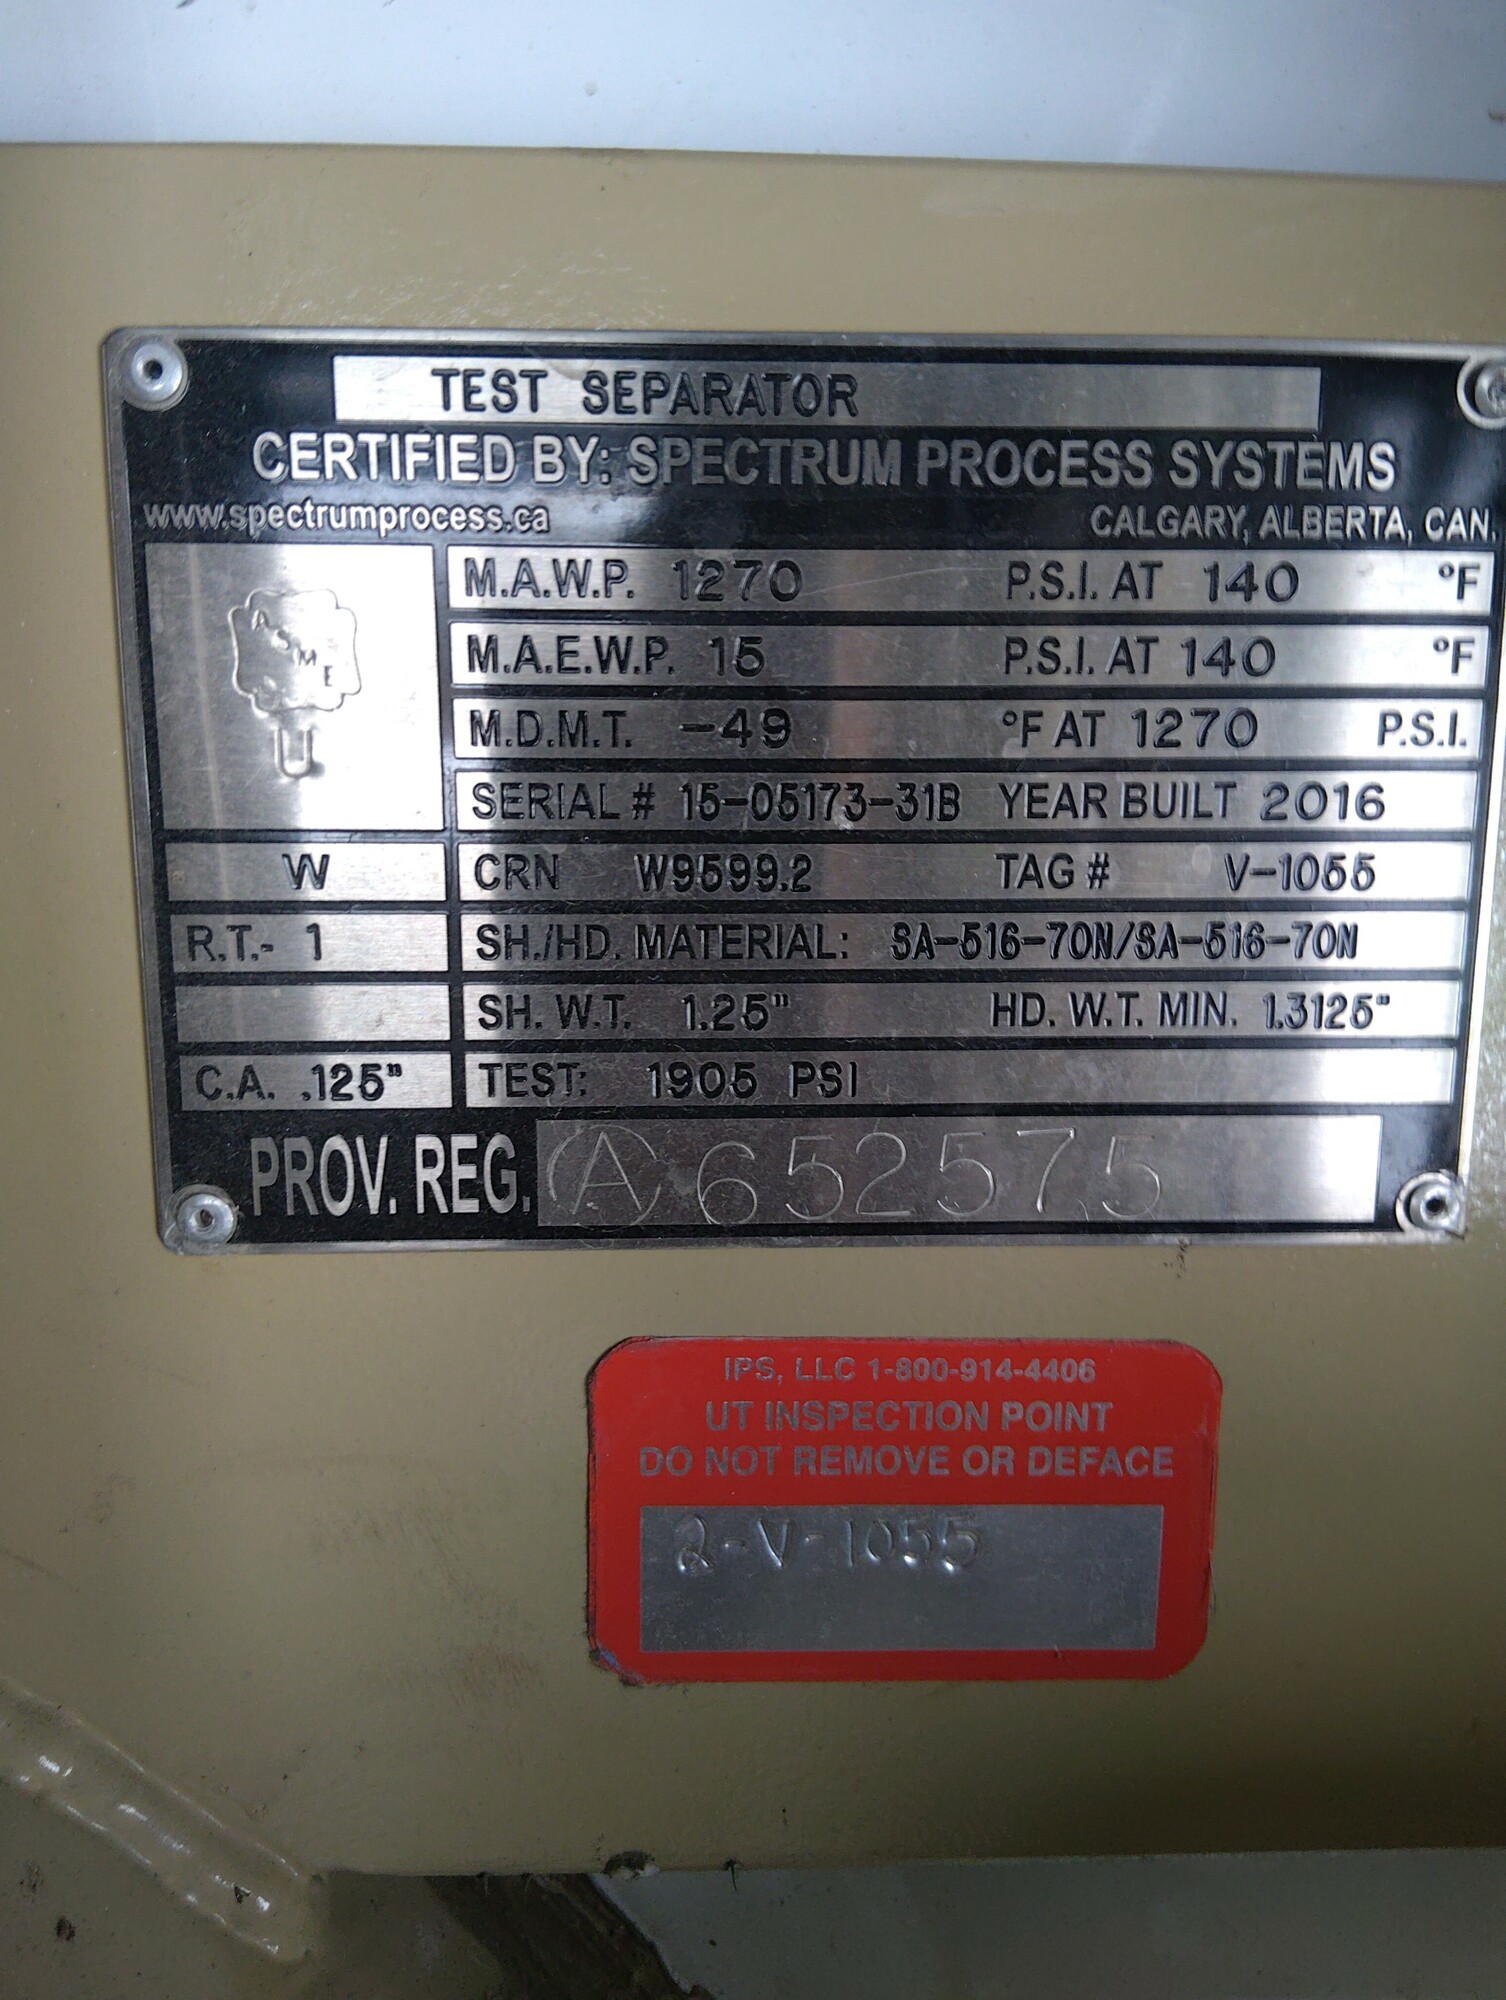 TEST SEPARATOR
CERTIFIED BY: SPECTRUM PROCESS SYSTEMS
www.spectrumprocess.ca CALGARY, ALBERTA, CAN.
ASME
U
M.A.W.P. 1270 P.S.I. AT 140 °F
M.A.E.W.P. 15 P.S.I. AT 140 °F
M.D.M.T. -49 °F AT 1270 P.S.I.
SERIAL # 15-05173-31B YEAR BUILT 2016
W CRN W9599.2 TAG # V-1055
R.T.- 1 SH./HD. MATERIAL: SA-516-70N/SA-516-70N
SH. W.T. 1.25" HD. W.T. MIN. 1.3125"
C.A. .125" TEST: 1905 PSI
PROV. REG. A 652575
IPS, LLC 1-800-914-4406
UT INSPECTION POINT
DO NOT REMOVE OR DEFACE
2-V-1055